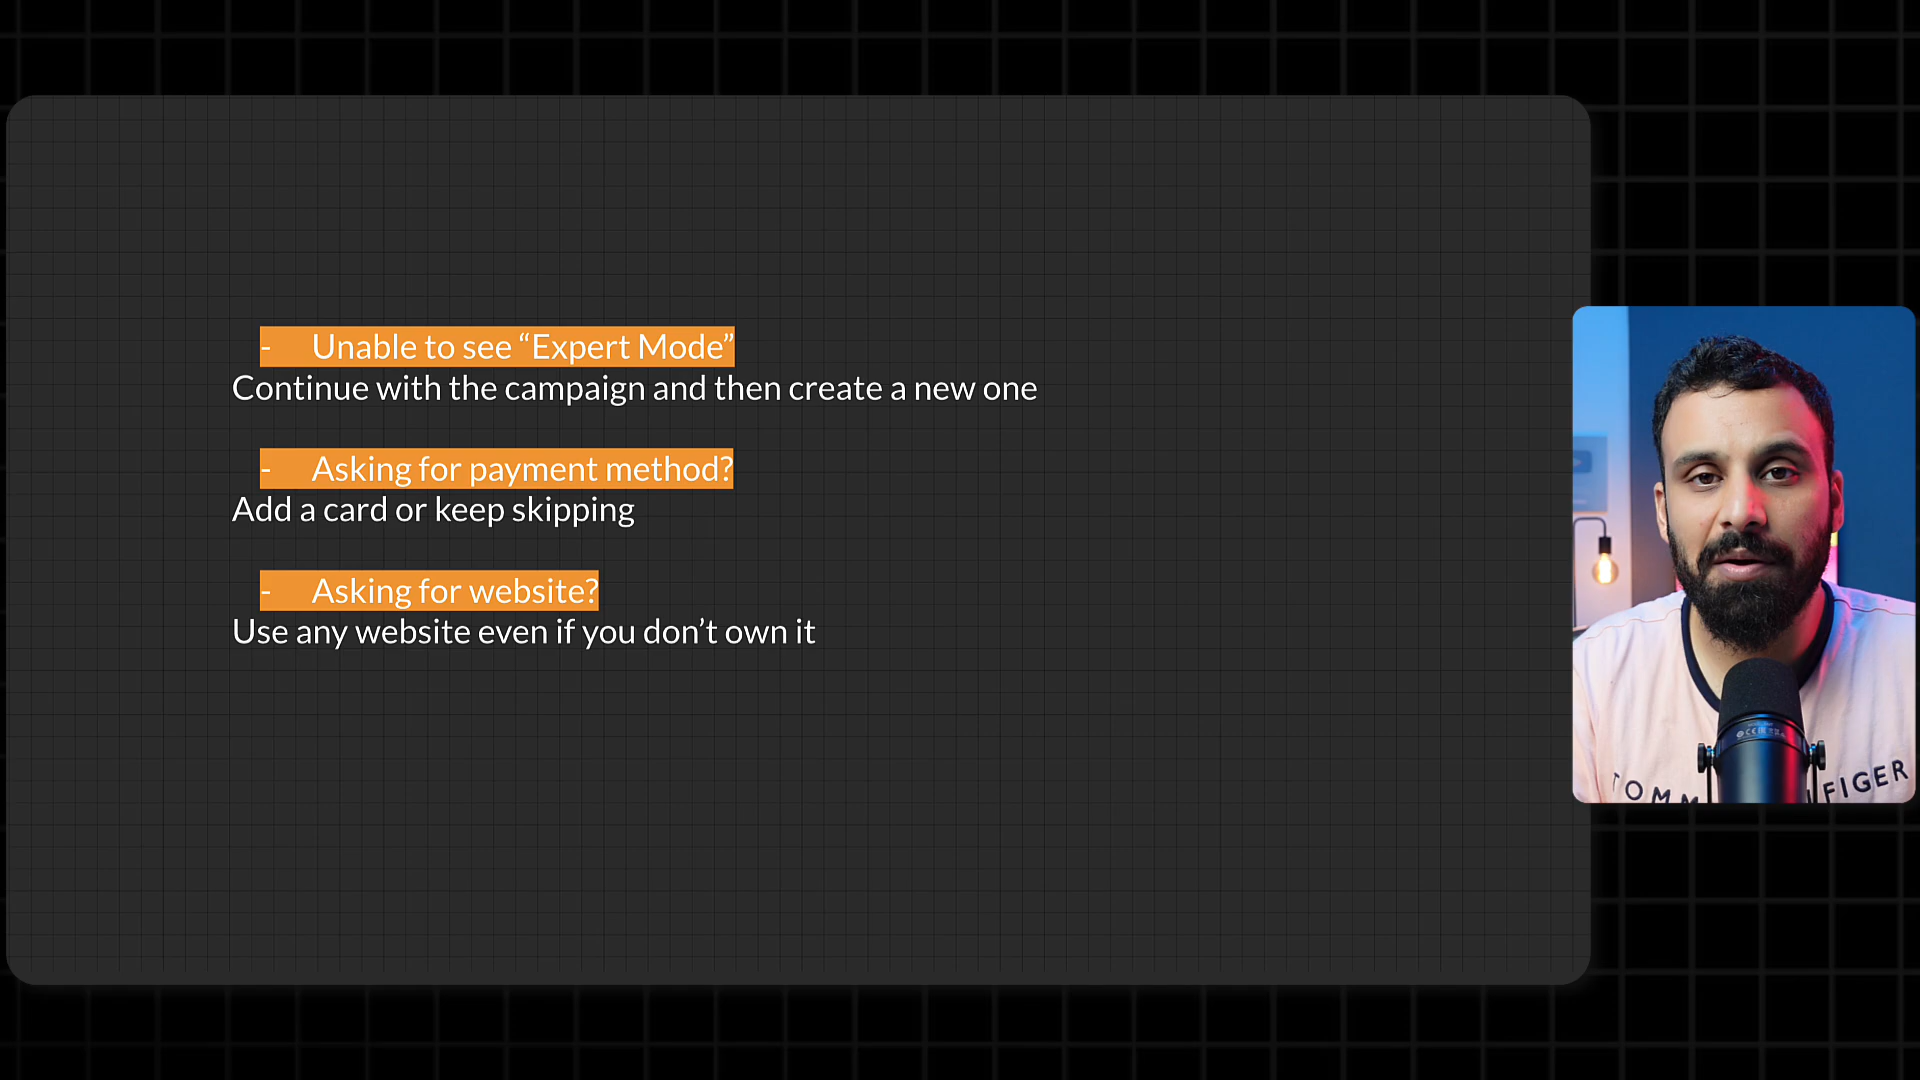 - Unable to see “Expert Mode”
Continue with the campaign and then create a new one
- Asking for payment method?
Add a card or keep skipping
- Asking for website?
Use any website even if you don’t own it
TOMM FIGER